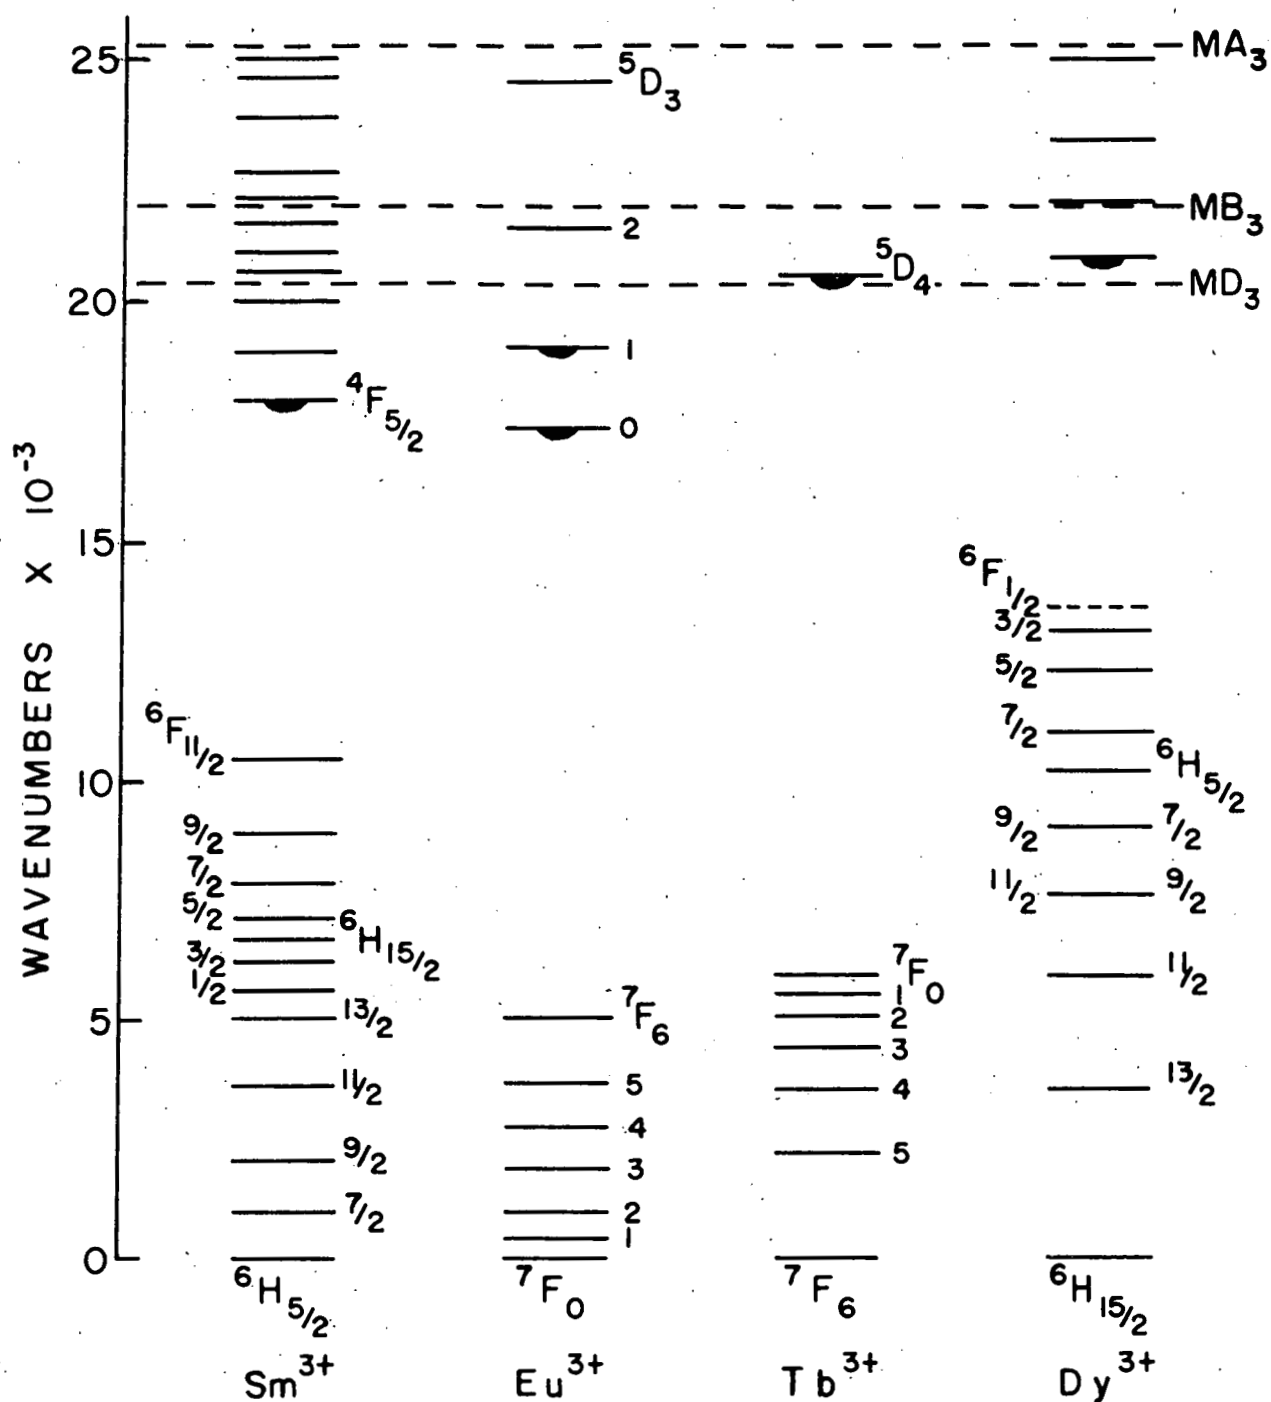 WAVENUMBERS X 10⁻³
25
20
15
10
5
0
MA₃
MB₃
MD₃
⁴F₅/₂
⁶F₁₁/₂
9/2
7/2
5/2
3/2
1/2
⁶H₁₅/₂
13/2
11/2
9/2
7/2
⁶H₅/₂
Sm³⁺
⁵D₃
2
1
0
⁷F₆
5
4
3
2
1
⁷F₀
Eu³⁺
⁵D₄
⁷F₀
1
2
3
4
5
⁷F₆
Tb³⁺
⁶F₁/₂
3/2
5/2
7/2
9/2
11/2
⁶H₅/₂
7/2
9/2
11/2
13/2
⁶H₁₅/₂
Dy³⁺